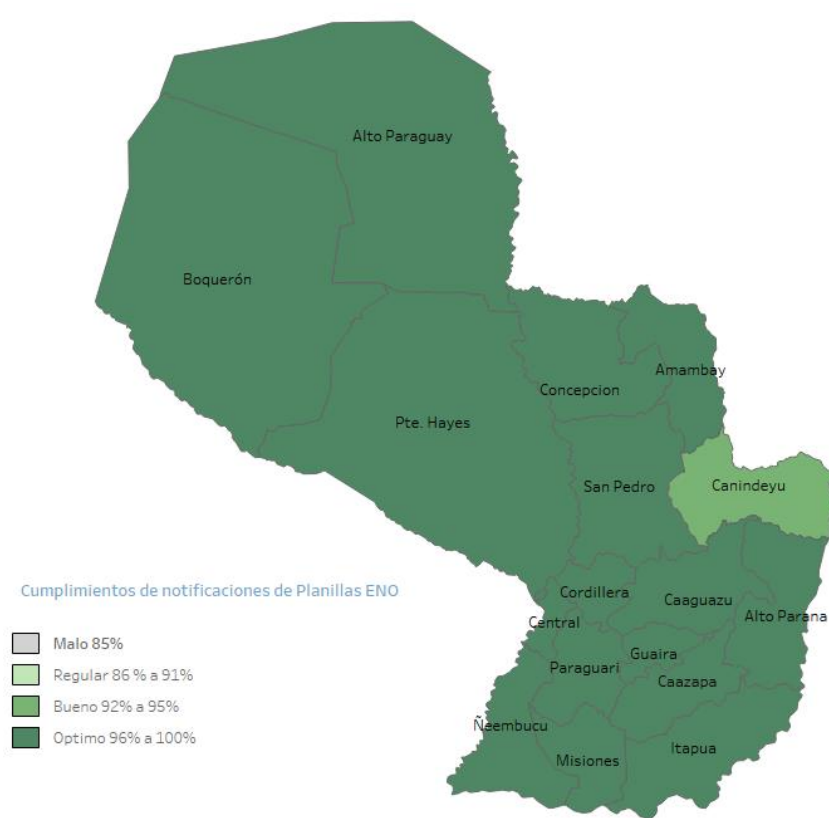 Alto Paraguay
Boquerón
Amambay
Concepcion
Pte. Hayes
Canindeyu
San Pedro
Cumplimientos de notificaciones de Planillas ENO
Cordillera
Caaguazu
Alto Parana
Central
Malo 85%
Guaira
Paraguari
Regular 86 % a 91%
Caazapa
Bueno 92% a 95%
Ñeembucu
Optimo 96% a 100%
Itapua
Misiones